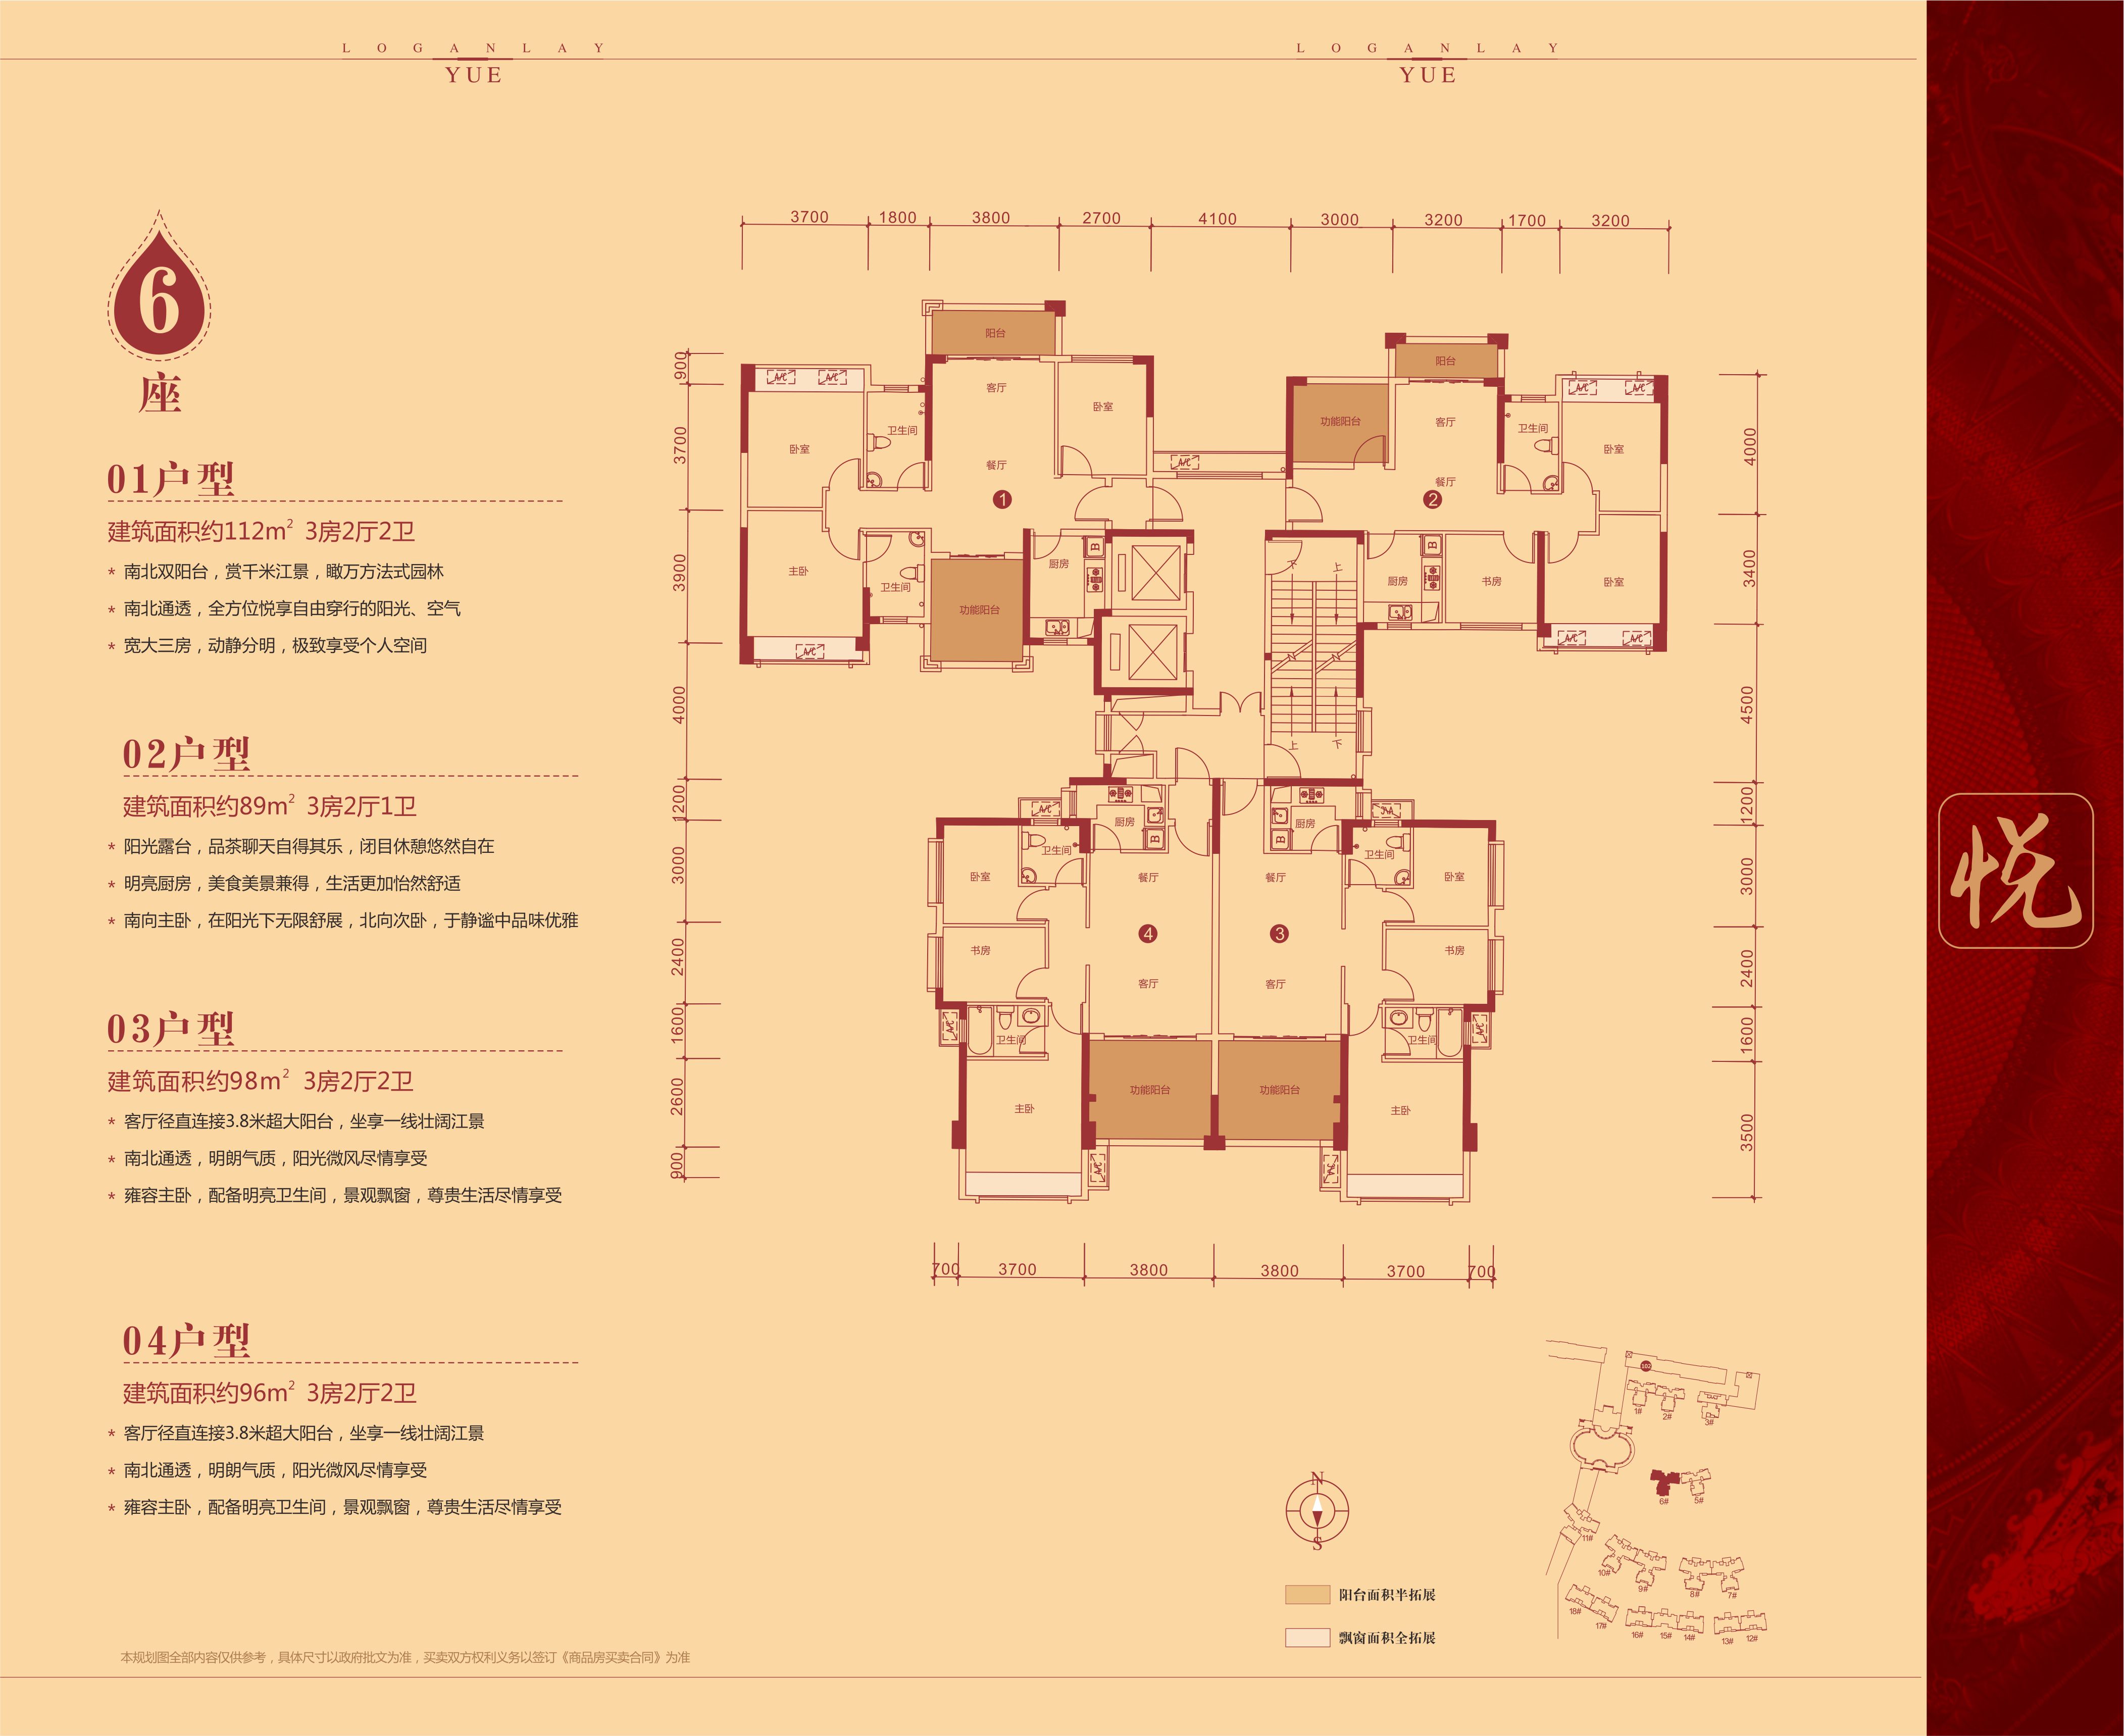 LOGANLAY
YUE
LOGANLAY
YUE
6
座
01户型
建筑面积约112m² 3房2厅2卫
* 南北双阳台，赏千米江景，瞰万方法式园林
* 南北通透，全方位悦享自由穿行的阳光、空气
* 宽大三房，动静分明，极致享受个人空间
02户型
建筑面积约89m² 3房2厅1卫
* 阳光露台，品茶聊天自得其乐，闭目休憩悠然自在
* 明亮厨房，美食美景兼得，生活更加怡然舒适
* 南向主卧，在阳光下无限舒展，北向次卧，于静谧中品味优雅
03户型
建筑面积约98m² 3房2厅2卫
* 客厅径直连接3.8米超大阳台，坐享一线壮阔江景
* 南北通透，明朗气质，阳光微风尽情享受
* 雍容主卧，配备明亮卫生间，景观飘窗，尊贵生活尽情享受
04户型
建筑面积约96m² 3房2厅2卫
* 客厅径直连接3.8米超大阳台，坐享一线壮阔江景
* 南北通透，明朗气质，阳光微风尽情享受
* 雍容主卧，配备明亮卫生间，景观飘窗，尊贵生活尽情享受
3700 1800 3800 2700 4100 3000 3200 1700 3200
900
3700
3900
4000
1200
3000
2400
1600
2600
900
阳台
A/C A/C
客厅
卧室
卫生间
卧室
餐厅
1
A/C
主卧
卫生间
功能阳台
厨房
B
A/C
阳台
功能阳台
客厅
A/C A/C
卫生间
卧室
餐厅
2
厨房
B
书房
卧室
A/C A/C
下 上
上 下
A/C
厨房
B
卫生间
卧室
餐厅
书房
4
客厅
A/C
卫生间
功能阳台
主卧
A/C
厨房
B
A/C
卫生间
卧室
餐厅
书房
3
客厅
A/C
卫生间
功能阳台
主卧
A/C
4000
3400
4500
1200
3000
2400
1600
3500
700 3700 3800 3800 3700 700
悦
N
S
阳台面积半拓展
飘窗面积全拓展
102
1#
2#
3#
6#
5#
11#
10#
9#
8#
7#
18#
17#
16#
15#
14#
13#
12#
本规划图全部内容仅供参考，具体尺寸以政府批文为准，买卖双方权利义务以签订《商品房买卖合同》为准